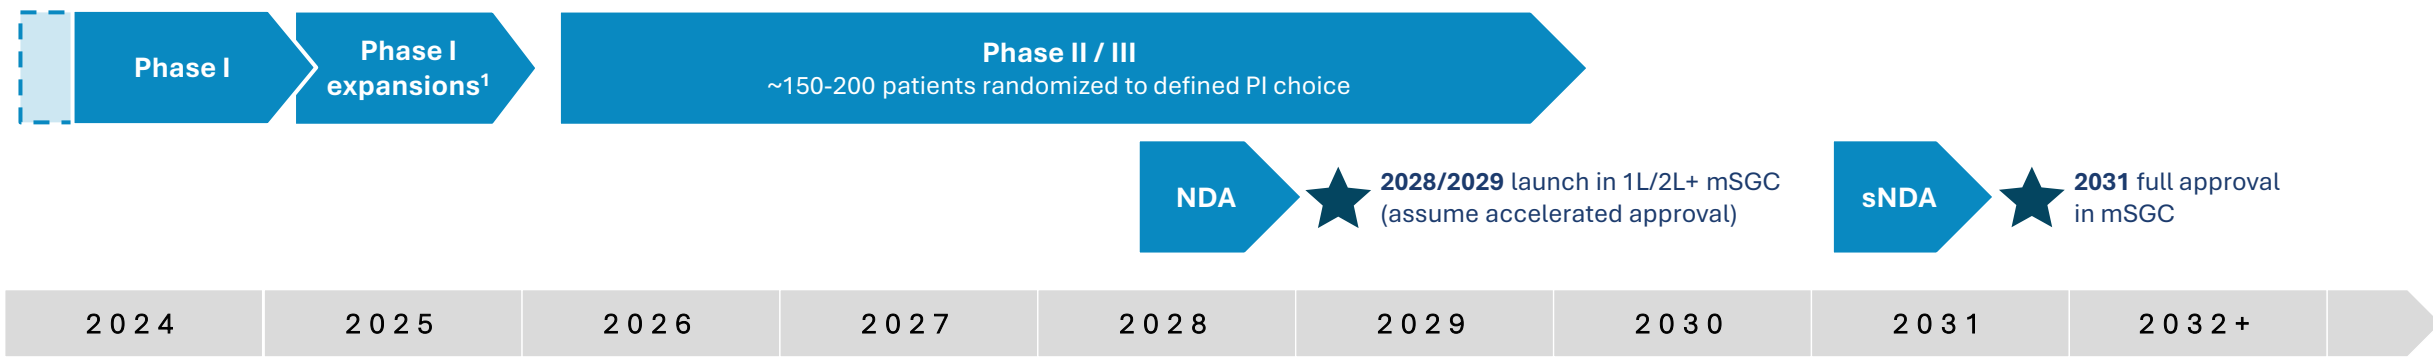 Phase I
Phase I
expansions¹
Phase II / III
~150-200 patients randomized to defined PI choice
NDA
2028/2029 launch in 1L/2L+ mSGC
(assume accelerated approval)
sNDA
2031 full approval
in mSGC
2024 2025 2026 2027 2028 2029 2030 2031 2032+